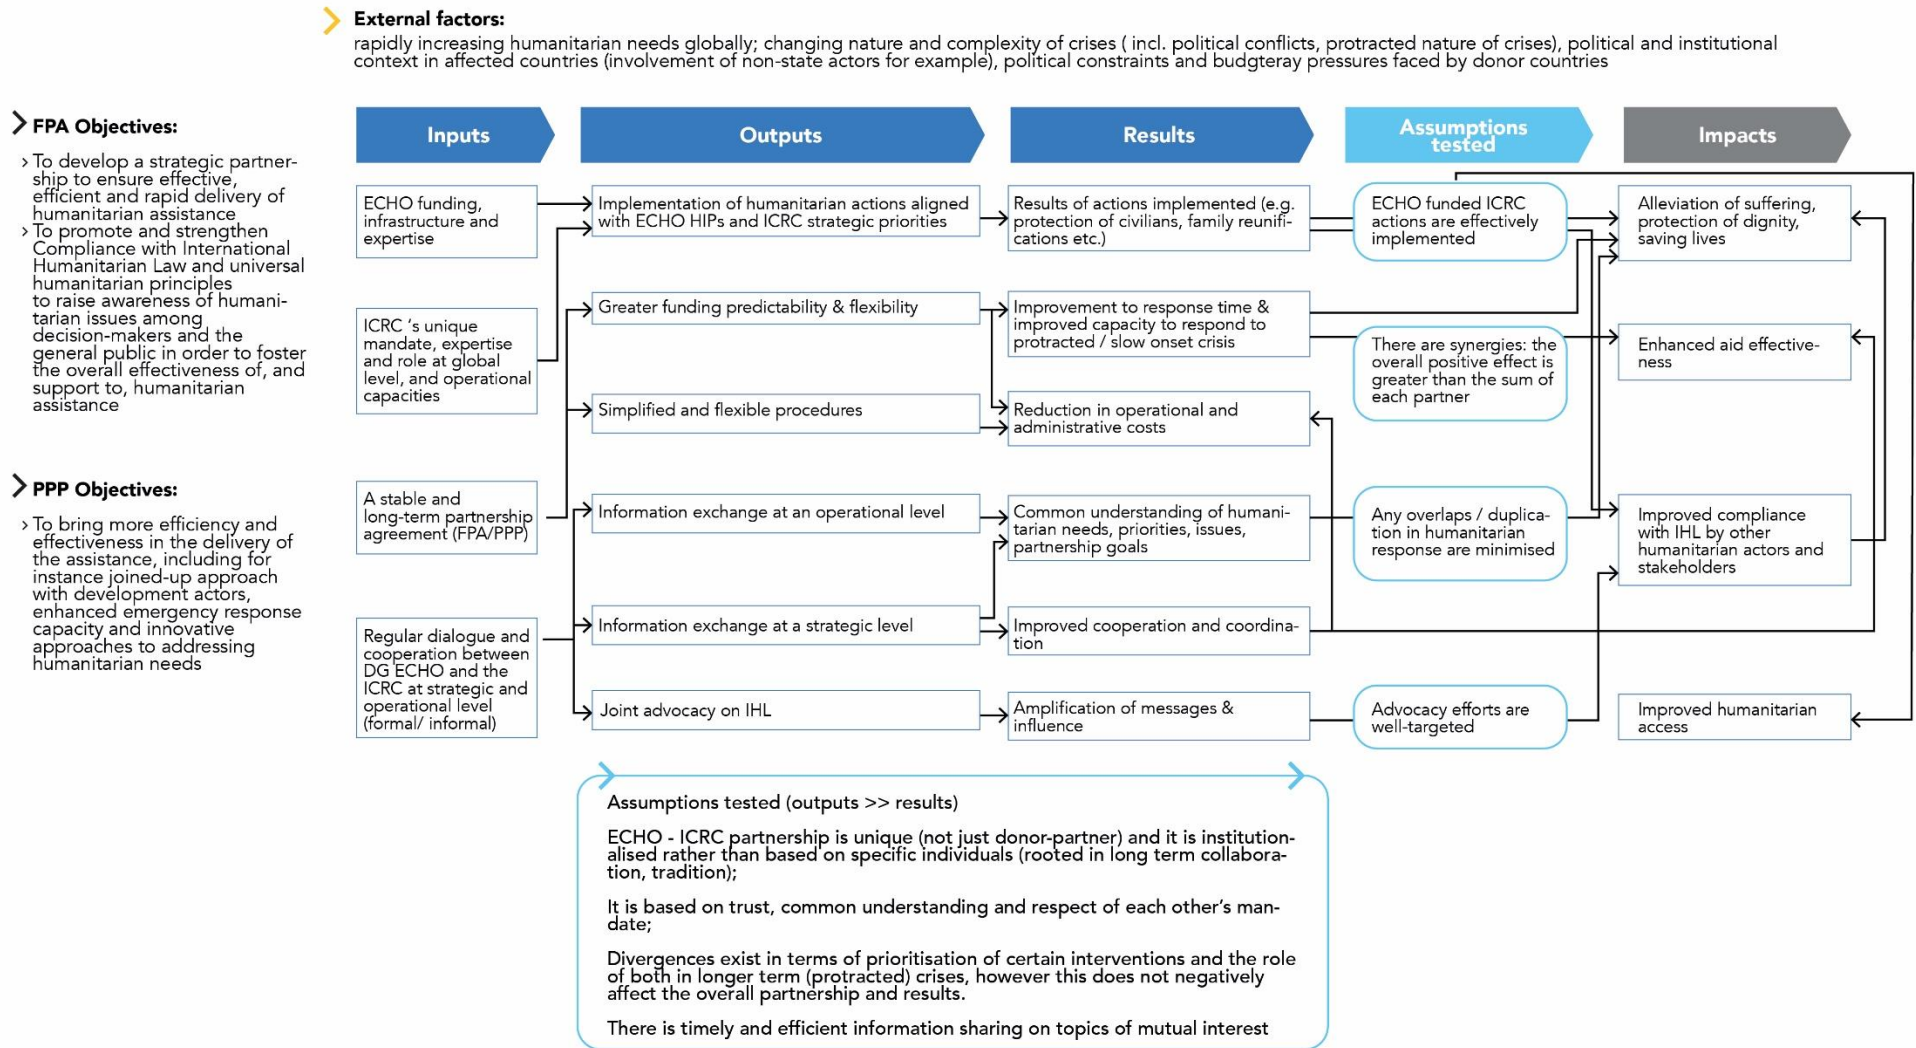 External factors:
rapidly increasing humanitarian needs globally; changing nature and complexity of crises ( incl. political conflicts, protracted nature of crises), political and institutional
context in affected countries (involvement of non-state actors for example), political constraints and budgteray pressures faced by donor countries
FPA Objectives:
To develop a strategic partner-
ship to ensure effective,
efficient and rapid delivery of
humanitarian assistance
To promote and strengthen
Compliance with International
Humanitarian Law and universal
humanitarian principles
to raise awareness of humani-
tarian issues among
decision-makers and the
general public in order to foster
the overall effectiveness of, and
support to, humanitarian
assistance
PPP Objectives:
To bring more efficiency and
effectiveness in the delivery of
the assistance, including for
instance joined-up approach
with development actors,
enhanced emergency response
capacity and innovative
approaches to addressing
humanitarian needs
Inputs
ECHO funding,
infrastructure and
expertise
ICRC 's unique
mandate, expertise
and role at global
level, and operational
capacities
A stable and
long-term partnership
agreement (FPA/PPP)
Regular dialogue and
cooperation between
DG ECHO and the
ICRC at strategic and
operational level
(formal/ informal)
Outputs
Implementation of humanitarian actions aligned
with ECHO HIPs and ICRC strategic priorities
Greater funding predictability & flexibility
Simplified and flexible procedures
Information exchange at an operational level
Information exchange at a strategic level
Joint advocacy on IHL
Results
Results of actions implemented (e.g.
protection of civilians, family reunifi-
cations etc.)
Improvement to response time &
improved capacity to respond to
protracted / slow onset crisis
Reduction in operational and
administrative costs
Common understanding of humani-
tarian needs, priorities, issues,
partnership goals
Improved cooperation and coordina-
tion
Amplification of messages &
influence
Assumptions
tested
ECHO funded ICRC
actions are effectively
implemented
There are synergies: the
overall positive effect is
greater than the sum of
each partner
Any overlaps / duplica-
tion in humanitarian
response are minimised
Advocacy efforts are
well-targeted
Impacts
Alleviation of suffering,
protection of dignity,
saving lives
Enhanced aid effective-
ness
Improved compliance
with IHL by other
humanitarian actors and
stakeholders
Improved humanitarian
access
Assumptions tested (outputs >> results)
ECHO - ICRC partnership is unique (not just donor-partner) and it is institution-
alised rather than based on specific individuals (rooted in long term collabora-
tion, tradition);
It is based on trust, common understanding and respect of each other's man-
date;
Divergences exist in terms of prioritisation of certain interventions and the role
of both in longer term (protracted) crises, however this does not negatively
affect the overall partnership and results.
There is timely and efficient information sharing on topics of mutual interest